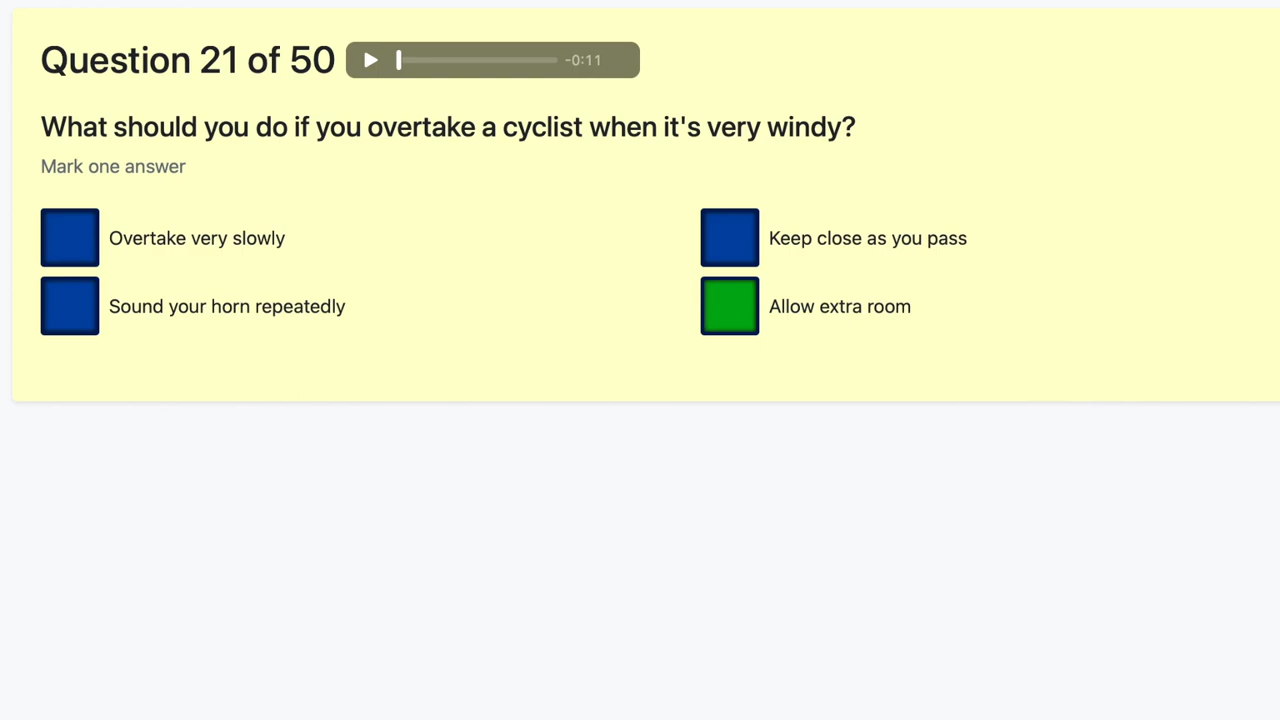 Question 21 of 50
-0:11
What should you do if you overtake a cyclist when it's very windy?
Mark one answer
Overtake very slowly
Keep close as you pass
Sound your horn repeatedly
Allow extra room